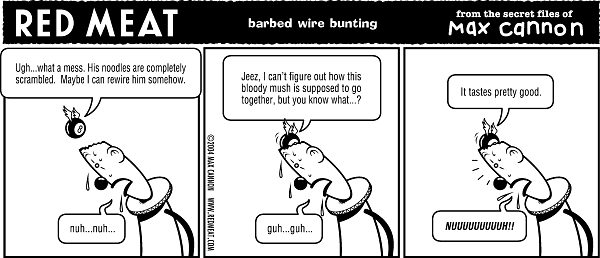 RED MEAT
barbed wire bunting
from the secret files of
Max cannon
Ugh...what a mess. His noodles are completely
scrambled. Maybe I can rewire him somehow.
8
nuh...nuh...
©2004 MAX CANNON WWW.REDMEAT.COM
Jeez, I can't figure out how this
bloody mush is supposed to go
together, but you know what...?
guh...guh...
It tastes pretty good.
NUUUUUUUUH!!